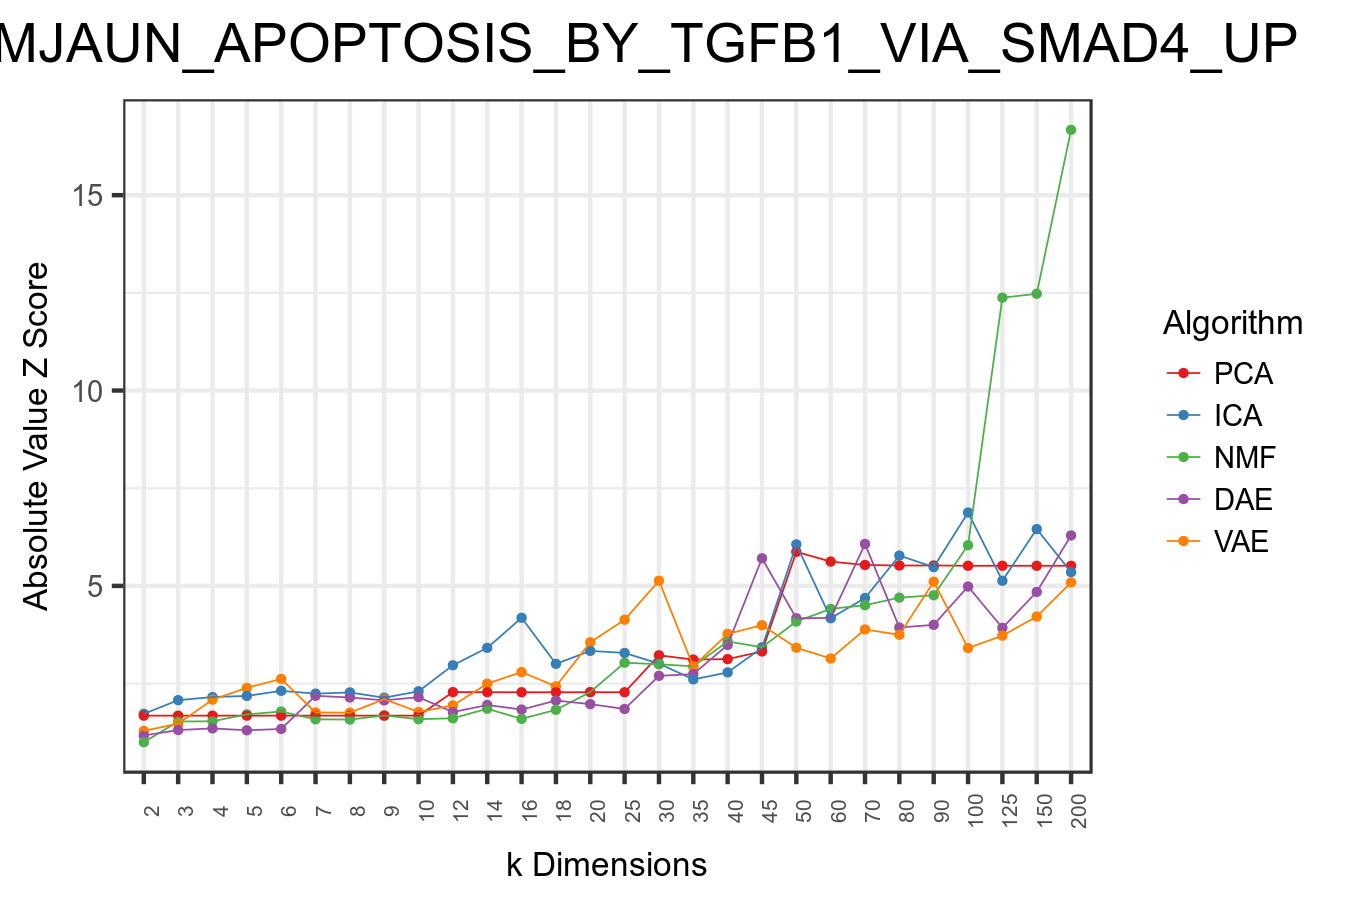 MJAUN_APOPTOSIS_BY_TGFB1_VIA_SMAD4_UP
Absolute Value Z Score
15
10
5
2 3 4 5 6 7 8 9 10 12 14 16 18 20 25 30 35 40 45 50 60 70 80 90 100 125 150 200
k Dimensions
Algorithm
PCA
ICA
NMF
DAE
VAE